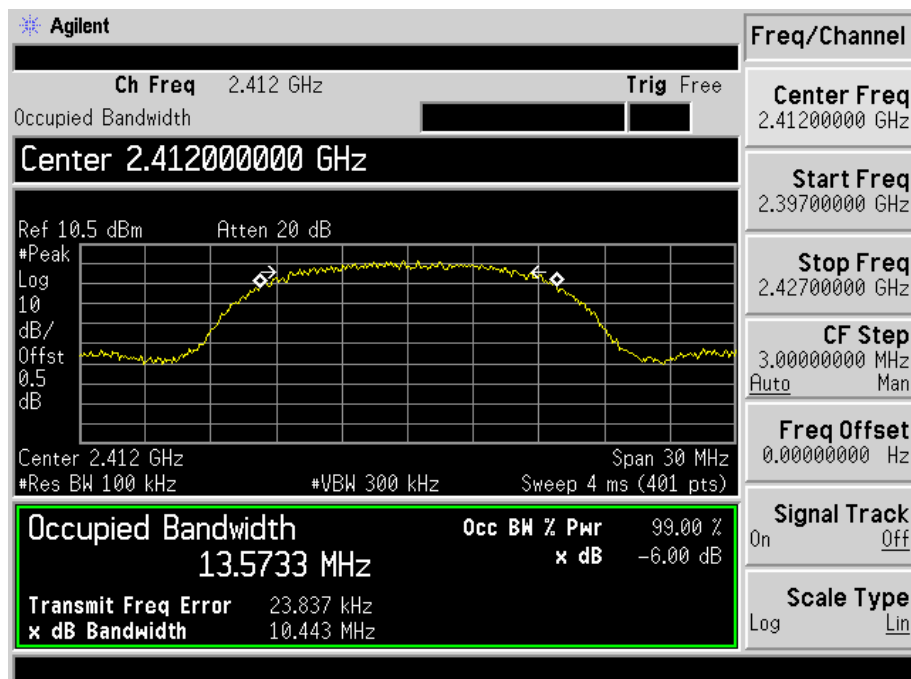 Agilent
Freq/Channel
Ch Freq 2.412 GHz Trig Free
Occupied Bandwidth
Center 2.412000000 GHz
Ref 10.5 dBm Atten 20 dB
#Peak
Log
10
dB/
Offst
0.5
dB
Center 2.412 GHz Span 30 MHz
#Res BW 100 kHz #VBW 300 kHz Sweep 4 ms (401 pts)
Occupied Bandwidth
13.5733 MHz
Occ BW % Pwr 99.00 %
x dB -6.00 dB
Transmit Freq Error 23.837 kHz
x dB Bandwidth 10.443 MHz
Center Freq
2.41200000 GHz
Start Freq
2.39700000 GHz
Stop Freq
2.42700000 GHz
CF Step
3.00000000 MHz
Auto Man
Freq Offset
0.00000000 Hz
Signal Track
On Off
Scale Type
Log Lin